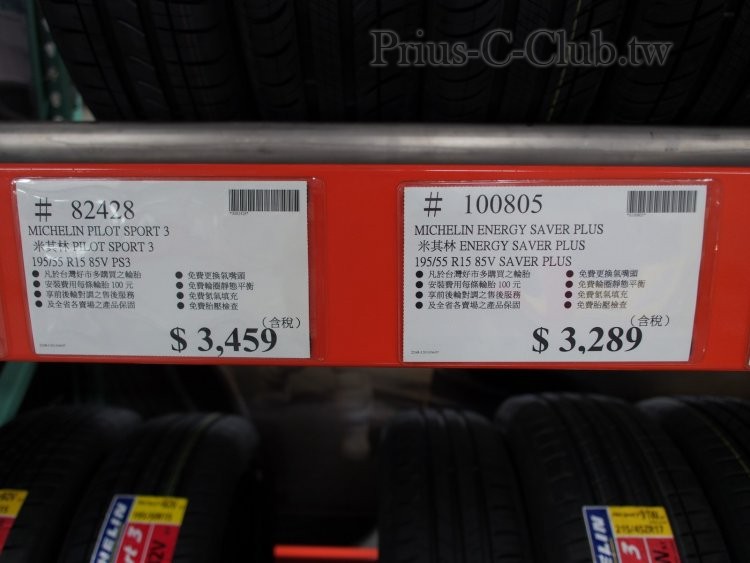 Prius-C-Club.tw
# 82428
MICHELIN PILOT SPORT 3
米其林 PILOT SPORT 3
195/55 R15 85V PS3
● 凡於台灣好市多購買之輪胎
● 安裝費用每條輪胎 100 元
● 享前後輪對調之售後服務
● 及全省各賣場之產品保固
● 免費更換氣嘴頭
● 免費輪圈靜態平衡
● 免費氮氣填充
● 免費胎壓檢查
(含稅)
$ 3,459
# 100805
MICHELIN ENERGY SAVER PLUS
米其林 ENERGY SAVER PLUS
195/55 R15 85V SAVER PLUS
● 凡於台灣好市多購買之輪胎
● 安裝費用每條輪胎 100 元
● 享前後輪對調之售後服務
● 及全省各賣場之產品保固
● 免費更換氣嘴頭
● 免費輪圈靜態平衡
● 免費氮氣填充
● 免費胎壓檢查
(含稅)
$ 3,289
215/45ZR17